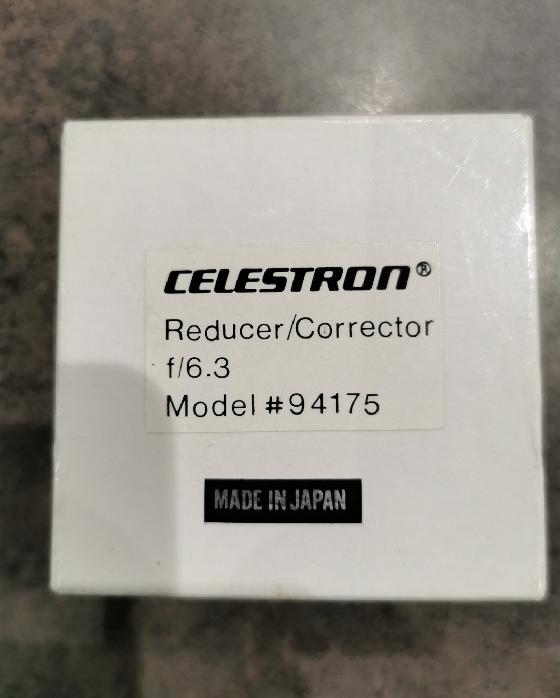 CELESTRON®
Reducer/Corrector
f/6.3
Model #94175
MADE IN JAPAN